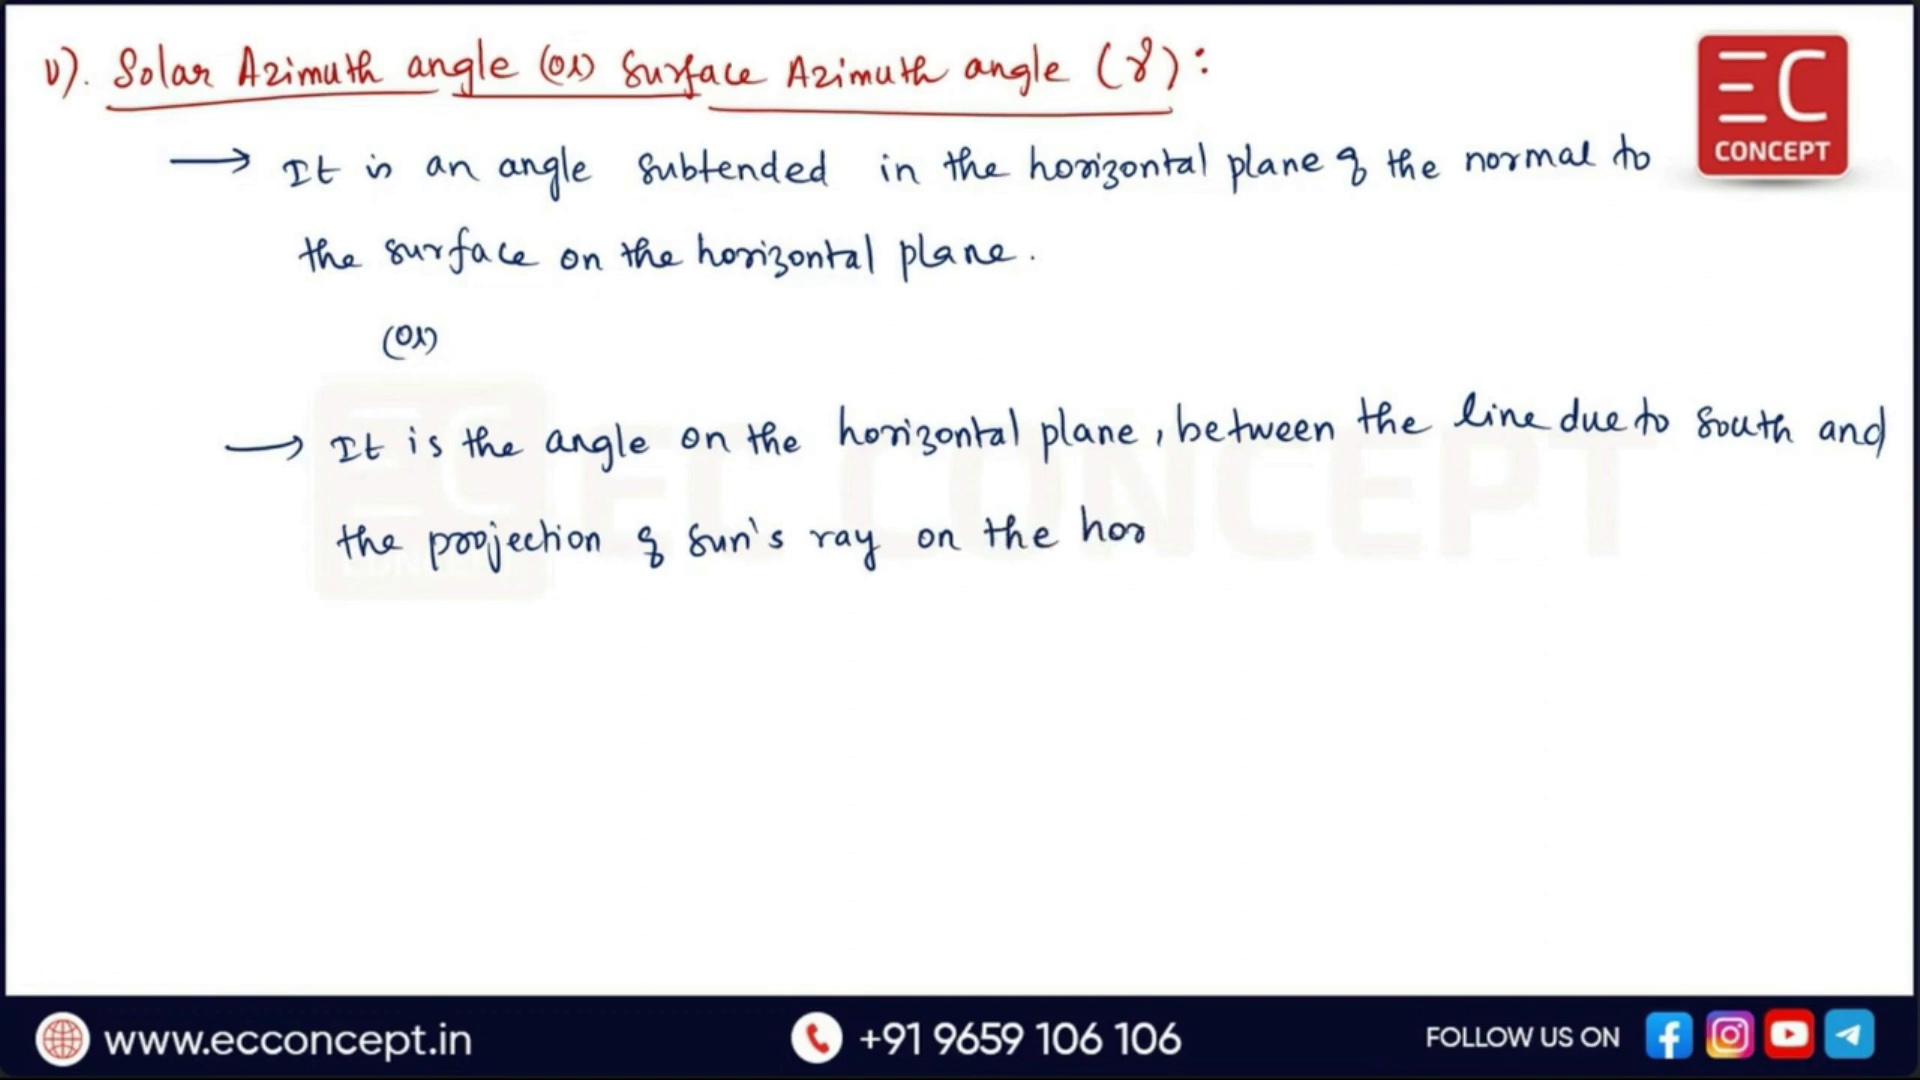 v). Solar Azimuth angle (or) Surface Azimuth angle (γ):
EC
CONCEPT
→ It is an angle subtended in the horizontal plane of the normal to
the surface on the horizontal plane.
(or)
→ It is the angle on the horizontal plane, between the line due to south and
the projection of sun's ray on the hor
EC CONCEPT
www.ecconcept.in
+91 9659 106 106
FOLLOW US ON